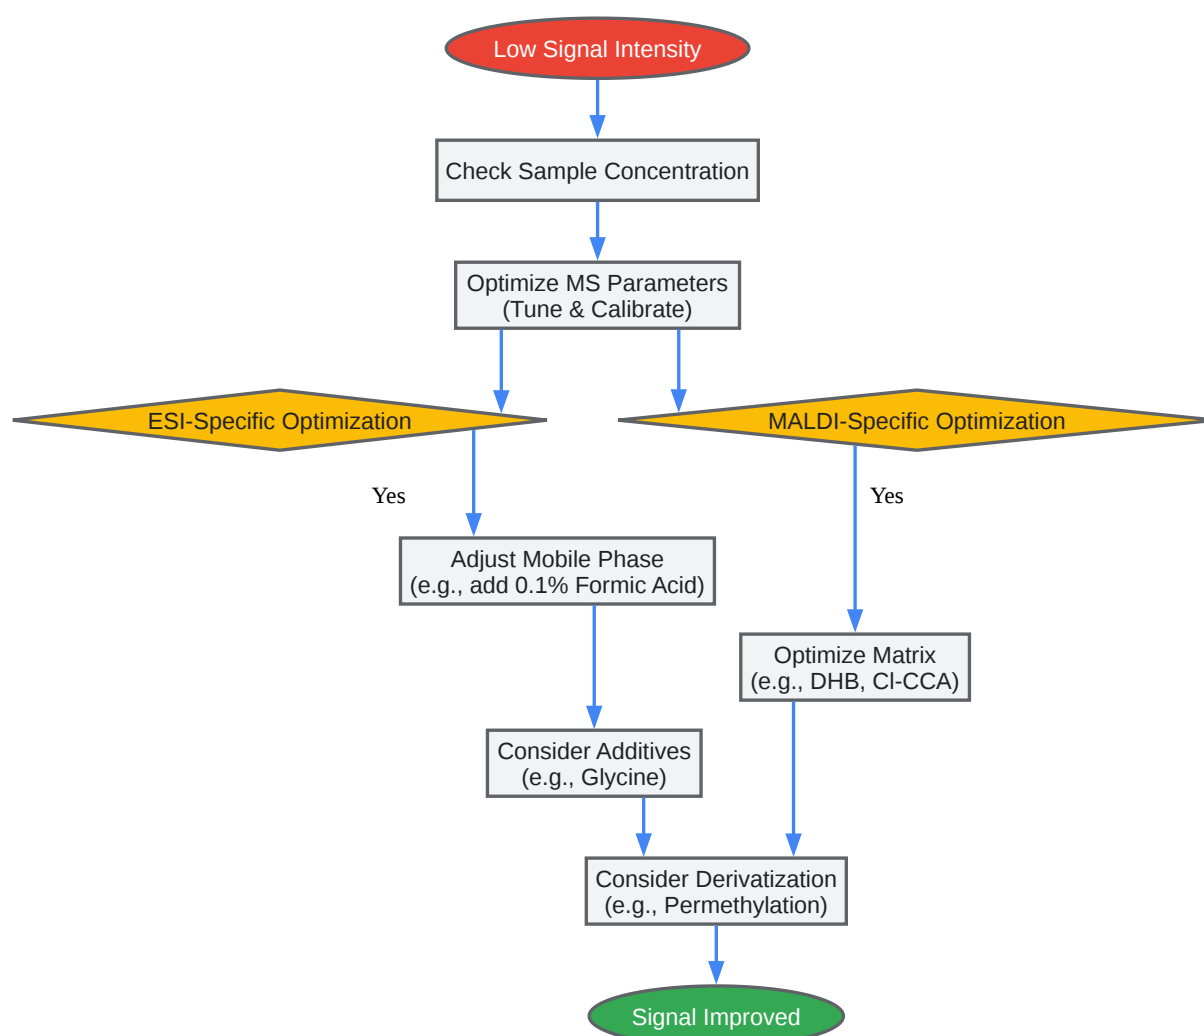 Low Signal Intensity
Check Sample Concentration
Optimize MS Parameters
(Tune & Calibrate)
ESI-Specific Optimization
MALDI-Specific Optimization
Yes
Yes
Adjust Mobile Phase
(e.g., add 0.1% Formic Acid)
Optimize Matrix
(e.g., DHB, Cl-CCA)
Consider Additives
(e.g., Glycine)
Consider Derivatization
(e.g., Permethylation)
Signal Improved